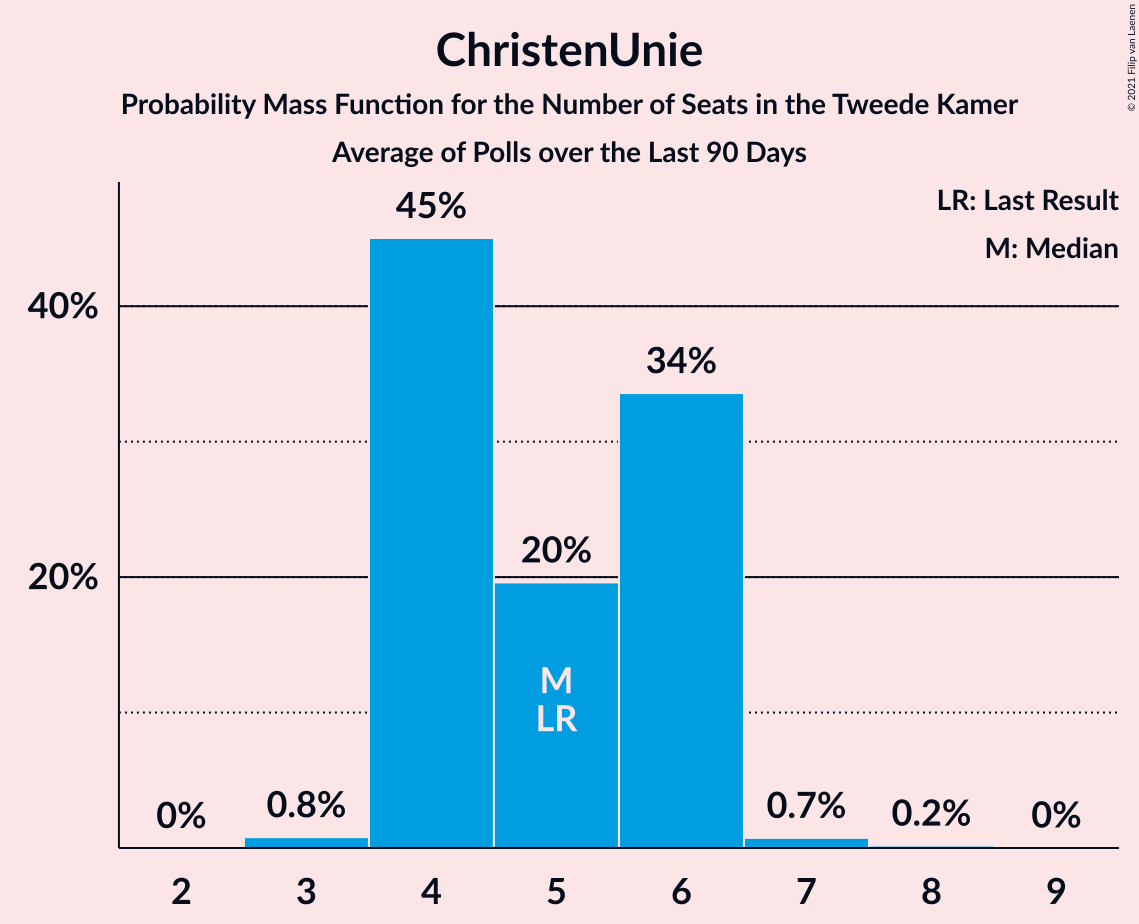 ChristenUnie
Probability Mass Function for the Number of Seats in the Tweede Kamer
Average of Polls over the Last 90 Days
© 2021 Filip van Laenen
LR: Last Result
M: Median
45%
40%
34%
20%
20%
M
LR
0%
0.8%
0.7%
0.2%
0%
2 3 4 5 6 7 8 9